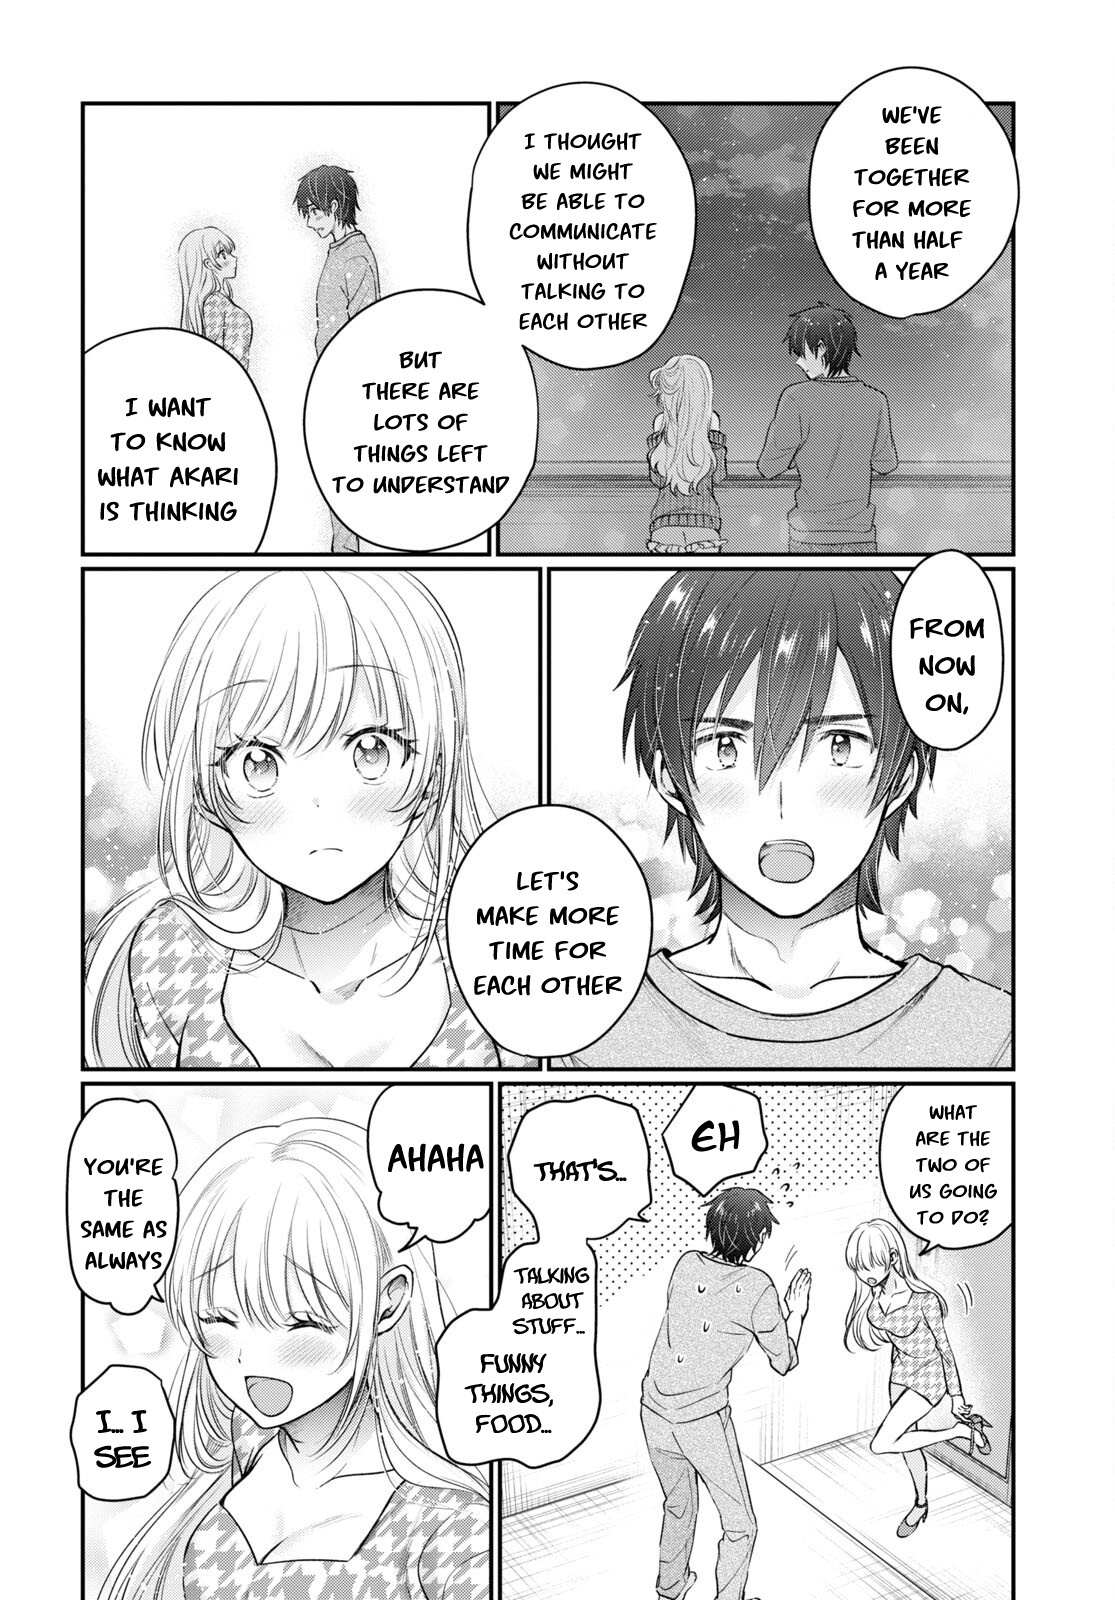 WE'VE
BEEN
TOGETHER
FOR MORE
THAN HALF
A YEAR
I THOUGHT
WE MIGHT
BE ABLE TO
COMMUNICATE
WITHOUT
TALKING TO
EACH OTHER
BUT
THERE ARE
LOTS OF
THINGS LEFT
TO UNDERSTAND
I WANT
TO KNOW
WHAT AKARI
IS THINKING
FROM
NOW
ON,
LET'S
MAKE MORE
TIME FOR
EACH OTHER
WHAT
ARE THE
TWO OF
US GOING
TO DO?
EH
THAT'S...
TALKING
ABOUT
STUFF...
FUNNY
THINGS,
FOOD...
AHAHA
YOU'RE
THE
SAME AS
ALWAYS
I... I
SEE